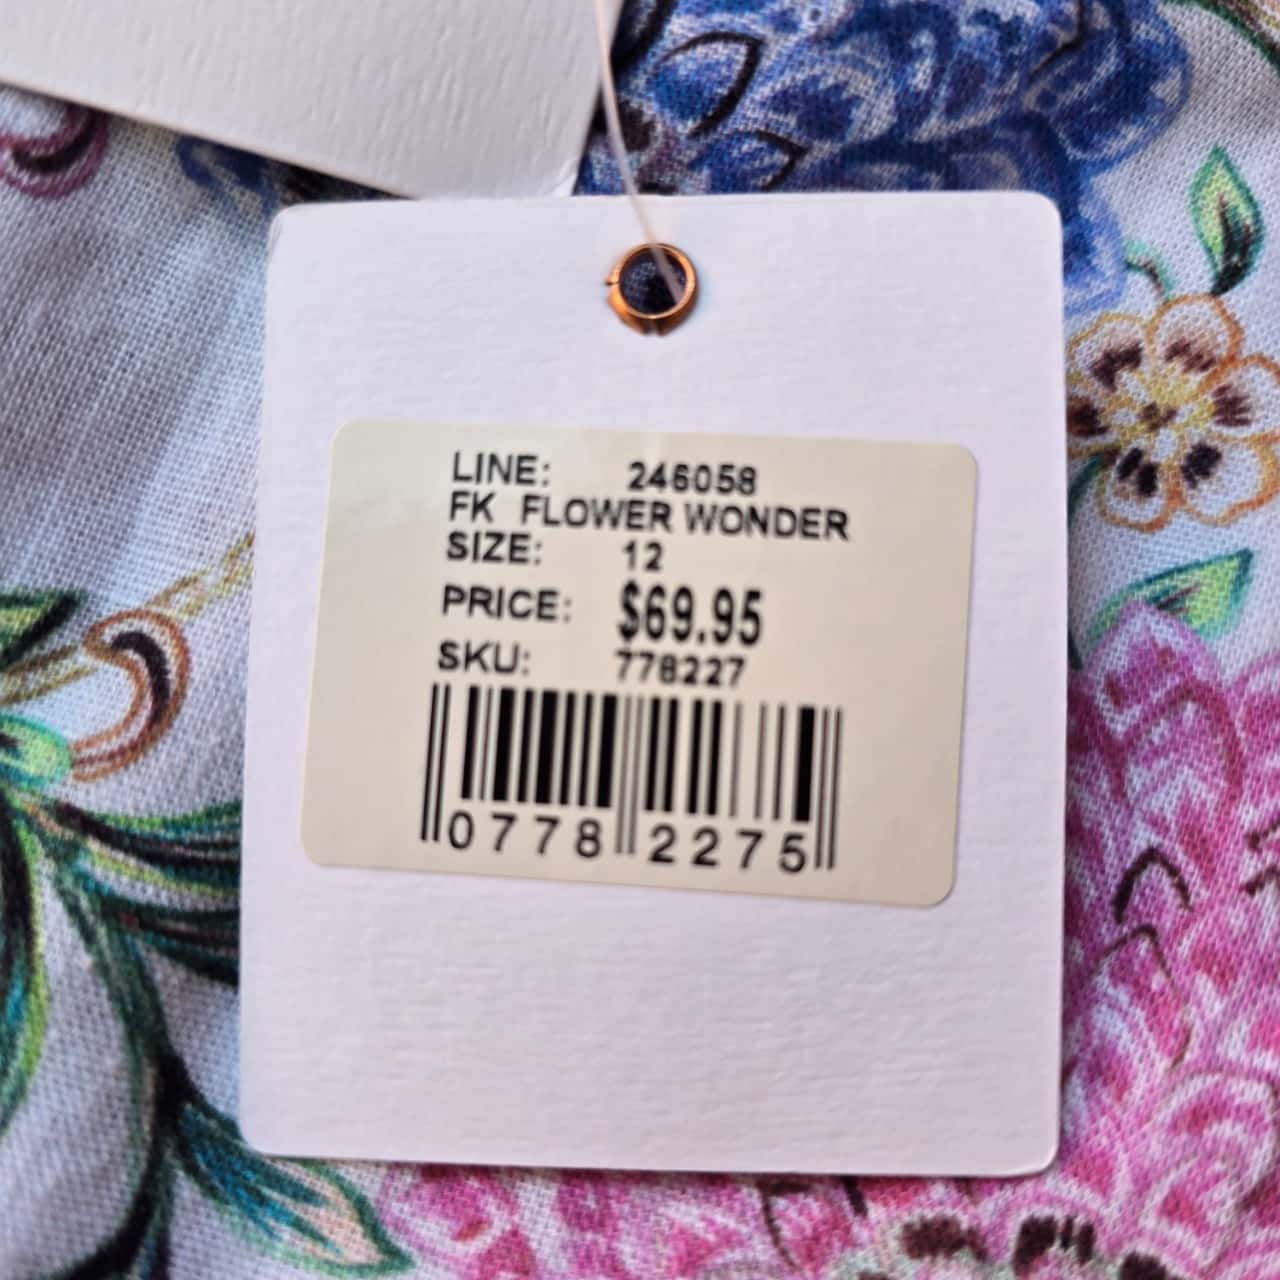 LINE: 246058
FK FLOWER WONDER
SIZE: 12
PRICE: $69.95
SKU: 778227
0778 2275